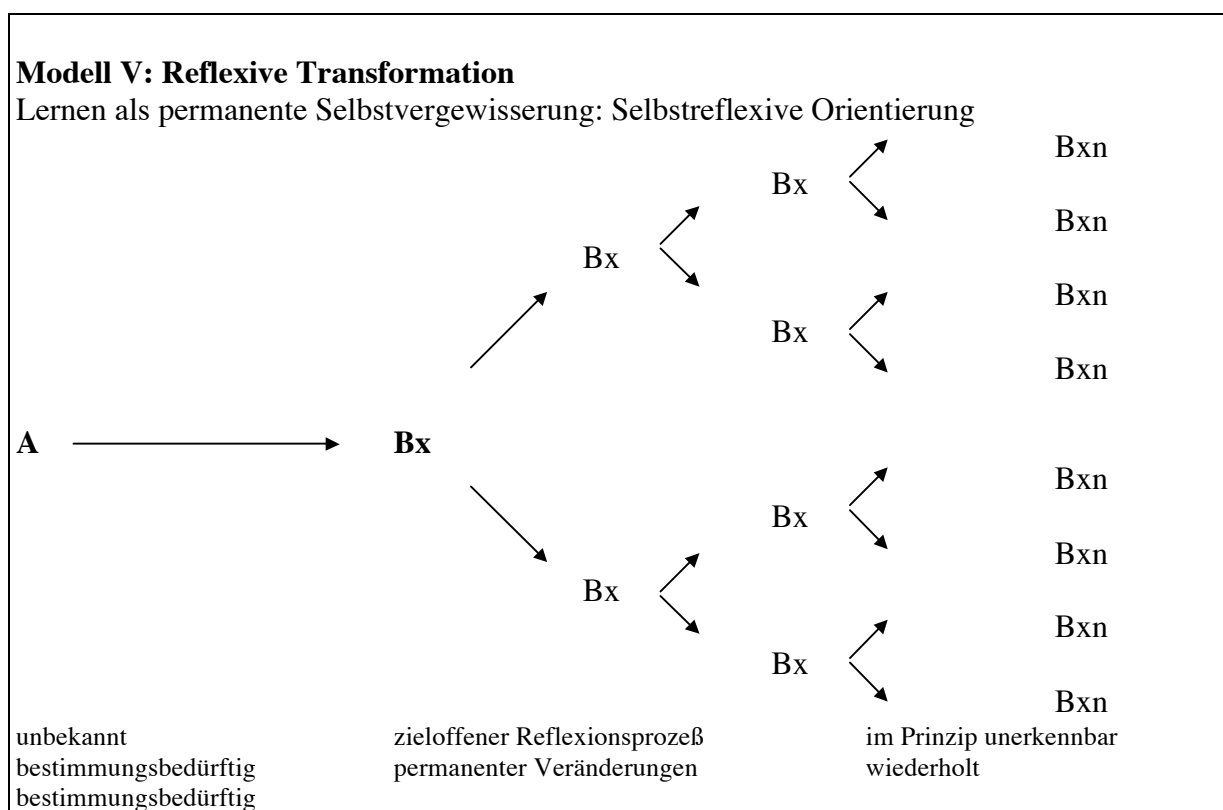 Modell V: Reflexive Transformation
Lernen als permanente Selbstvergewisserung: Selbstreflexive Orientierung
Bxn
Bx
Bxn
Bx
Bxn
Bx
Bxn
A Bx
Bxn
Bx
Bxn
Bx
Bxn
Bx
Bxn
unbekannt zieloffener Reflexionsprozeß im Prinzip unerkennbar
bestimmungsbedürftig permanenter Veränderungen wiederholt
bestimmungsbedürftig